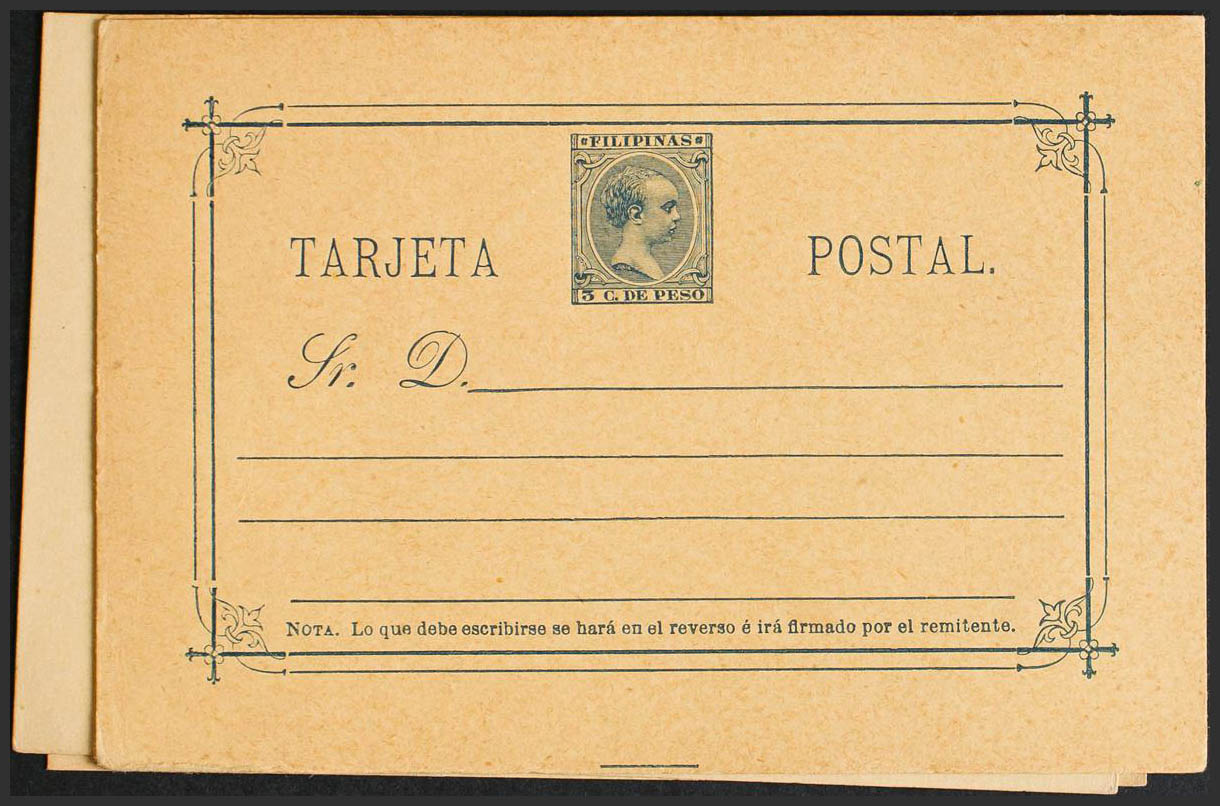 FILIPINAS
TARJETA POSTAL.
3 C. DE PESO
Sr. D.
NOTA. Lo que debe escribirse se hará en el reverso é irá firmado por el remitente.